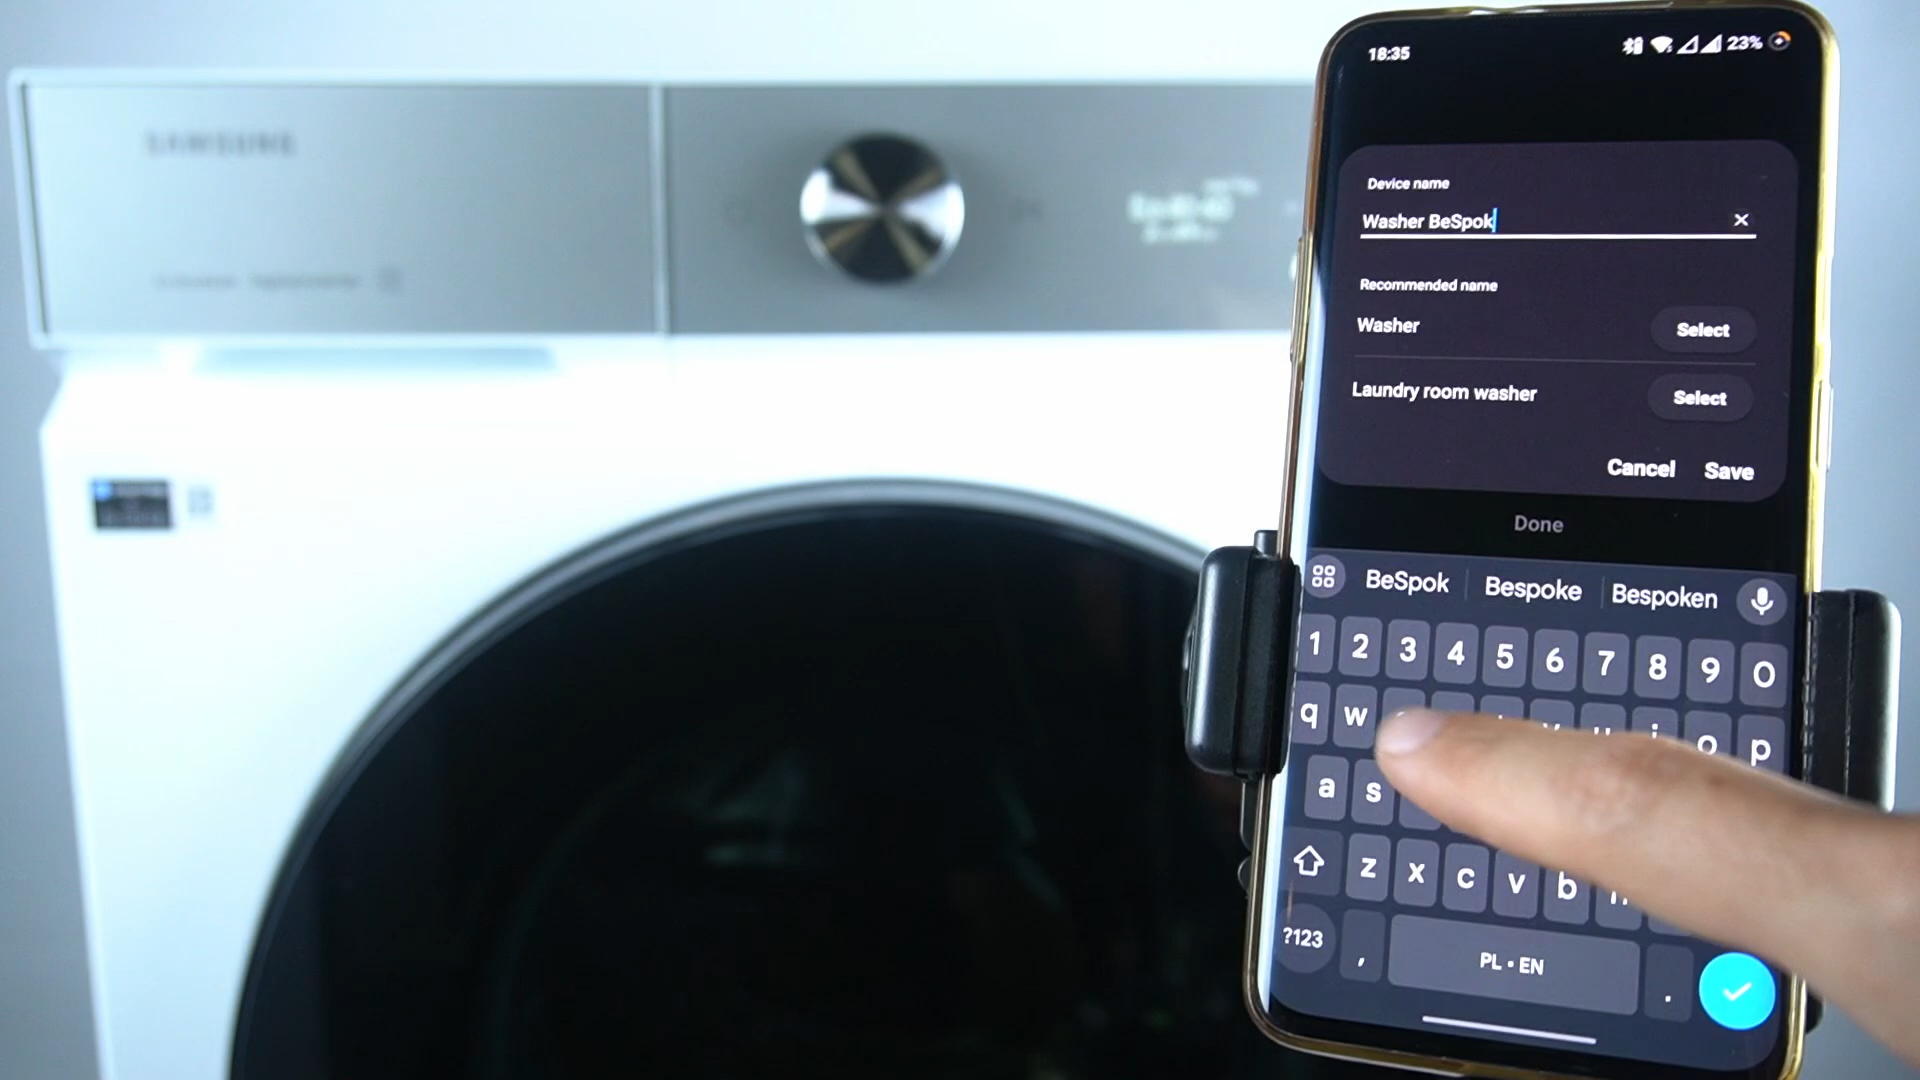 SAMSUNG
18:35
23%
Device name
Washer BeSpok
Recommended name
Washer
Select
Laundry room washer
Select
Cancel Save
Done
BeSpok Bespoke Bespoken
1 2 3 4 5 6 7 8 9 0
q w o p
a s
z x c v b
?123 , PL • EN .